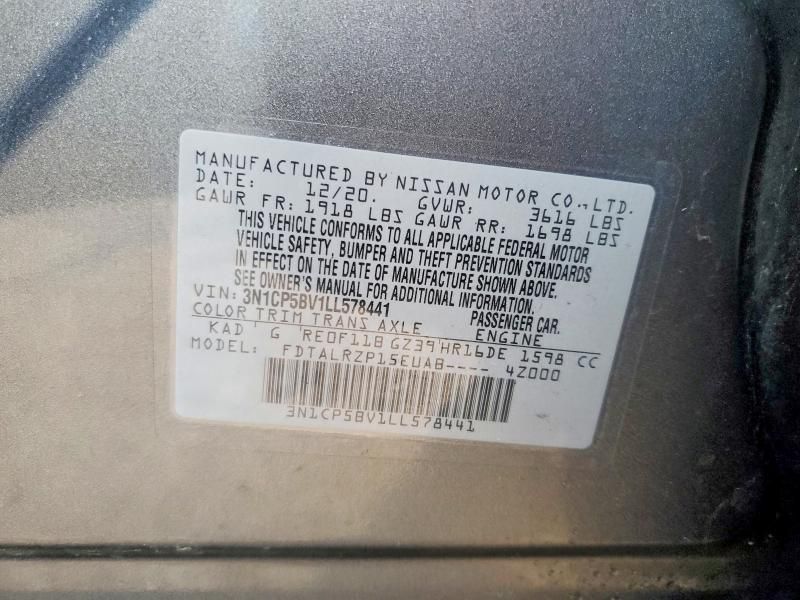 MANUFACTURED BY NISSAN MOTOR CO.,LTD.
DATE: 12/20. GVWR: 3616 LBS
GAWR FR: 1918 LBS GAWR RR: 1698 LBS
THIS VEHICLE CONFORMS TO ALL APPLICABLE FEDERAL MOTOR
VEHICLE SAFETY, BUMPER AND THEFT PREVENTION STANDARDS
IN EFFECT ON THE DATE OF MANUFACTURE SHOWN ABOVE.
SEE OWNER'S MANUAL FOR ADDITIONAL INFORMATION.
VIN: 3N1CP5BV1LL578441 PASSENGER CAR.
COLOR TRIM TRANS AXLE ENGINE
KAD G RE0F11B GZ39 HR16DE 1598 CC
MODEL: FDTALRZP15EUAB---- 4Z000
3N1CP5BV1LL578441